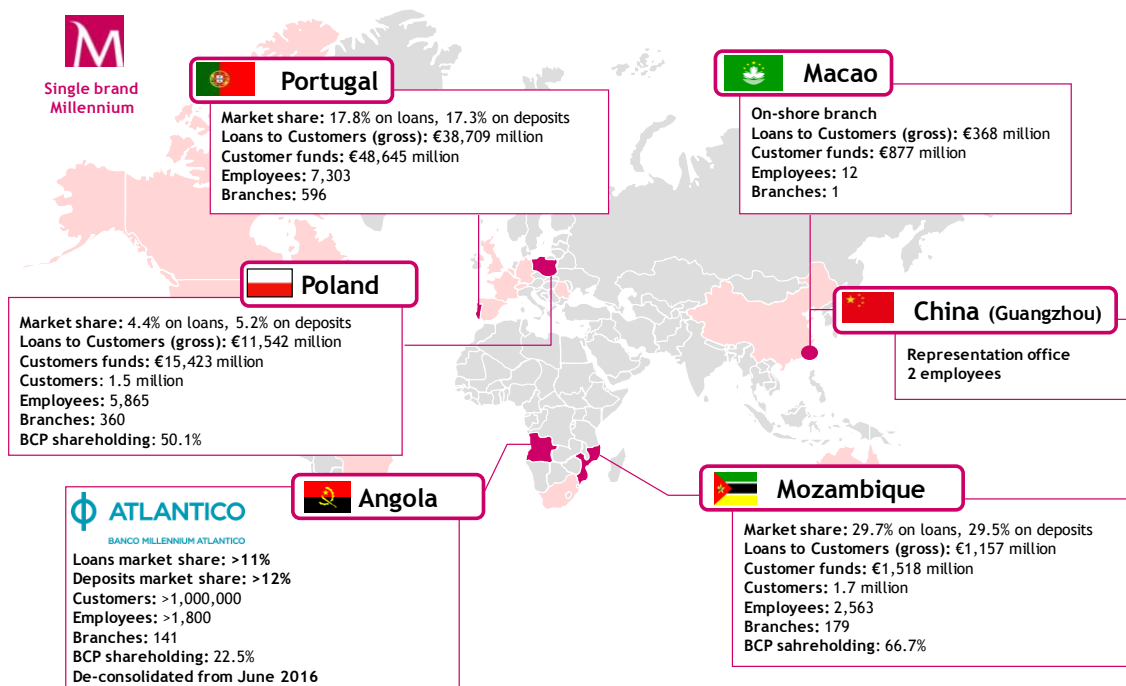 M
Single brand
Millennium
Portugal
Market share: 17.8% on loans, 17.3% on deposits
Loans to Customers (gross): €38,709 million
Customer funds: €48,645 million
Employees: 7,303
Branches: 596
Macao
On-shore branch
Loans to Customers (gross): €368 million
Customer funds: €877 million
Employees: 12
Branches: 1
Poland
Market share: 4.4% on loans, 5.2% on deposits
Loans to Customers (gross): €11,542 million
Customers funds: €15,423 million
Customers: 1.5 million
Employees: 5,865
Branches: 360
BCP shareholding: 50.1%
China (Guangzhou)
Representation office
2 employees
Angola
ATLANTICO
BANCO MILLENNIUM ATLANTICO
Loans market share: >11%
Deposits market share: >12%
Customers: >1,000,000
Employees: >1,800
Branches: 141
BCP shareholding: 22.5%
De-consolidated from June 2016
Mozambique
Market share: 29.7% on loans, 29.5% on deposits
Loans to Customers (gross): €1,157 million
Customer funds: €1,518 million
Customers: 1.7 million
Employees: 2,563
Branches: 179
BCP sahreholding: 66.7%